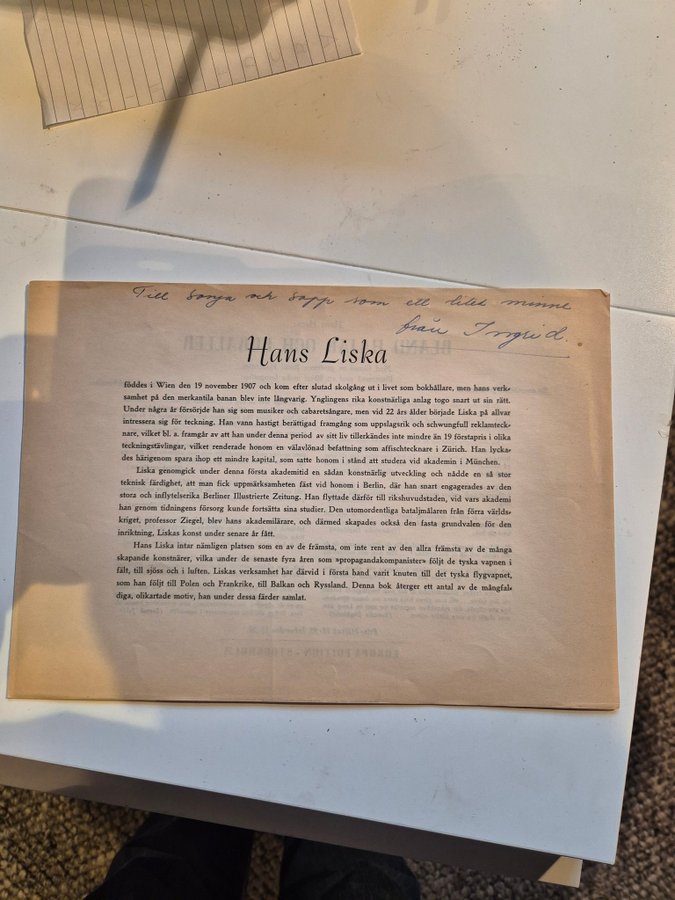 Till Sonja och Sapp som ett litet minne
från Ingrid.
Hans Liska
föddes i Wien den 19 november 1907 och kom efter slutad skolgång ut i livet som bokhållare, men hans verk-
samhet på den merkantila banan blev inte långvarig. Ynglingens rika konstnärliga anlag togo snart ut sin rätt.
Under några år försörjde han sig som musiker och cabaretsångare, men vid 22 års ålder började Liska på allvar
intressera sig för teckning. Han vann hastigt berättigad framgång som uppslagsrik och schwungfull reklamteck-
nare, vilket bl. a. framgår av att han under denna period av sitt liv tillerkändes inte mindre än 19 förstapris i olika
teckningstävlingar, vilket renderade honom en välavlönad befattning som affischtecknare i Zürich. Han lycka-
des härigenom spara ihop ett mindre kapital, som satte honom i stånd att studera vid akademin i München.
Liska genomgick under denna första akademitid en sådan konstnärlig utveckling och nådde en så stor
teknisk färdighet, att man fick uppmärksamheten fäst vid honom i Berlin, där han snart engagerades av den
stora och inflytelserika Berliner Illustrierte Zeitung. Han flyttade därför till rikshuvudstaden, vid vars akademi
han genom tidningens försorg kunde fortsätta sina studier. Den utomordentliga bataljmålaren från förra världs-
kriget, professor Ziegel, blev hans akademilärare, och därmed skapades också den fasta grundvalen för den
inriktning, Liskas konst under senare år fått.
Hans Liska intar nämligen platsen som en av de främsta, om inte rent av den allra främsta av de många
skapande konstnärer, vilka under de senaste fyra åren som »propagandakompanister» följt de tyska vapnen i
fält, till sjöss och i luften. Liskas verksamhet har därvid i första hand varit knuten till det tyska flygvapnet,
som han följt till Polen och Frankrike, till Balkan och Ryssland. Denna bok återger ett antal av de mångfal-
diga, olikartade motiv, han under dessa färder samlat.